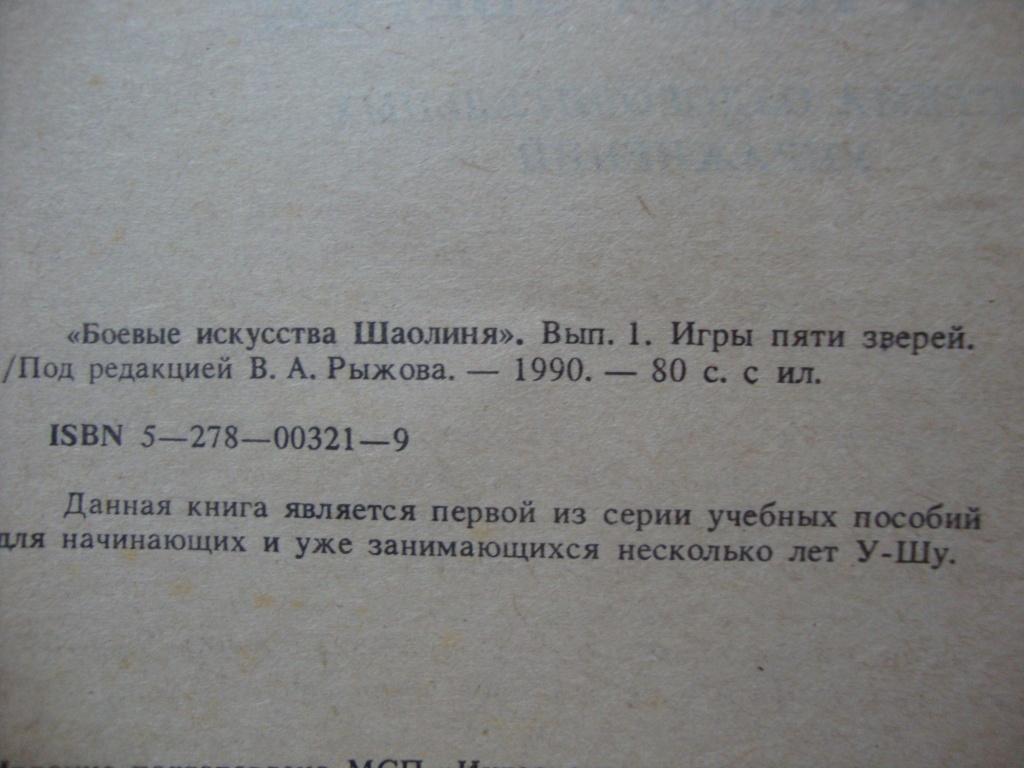 «Боевые искусства Шаолиня». Вып. 1. Игры пяти зверей.
/Под редакцией В. А. Рыжова. — 1990. — 80 с. с ил.
ISBN 5—278—00321—9
Данная книга является первой из серии учебных пособий
для начинающих и уже занимающихся несколько лет У-Шу.